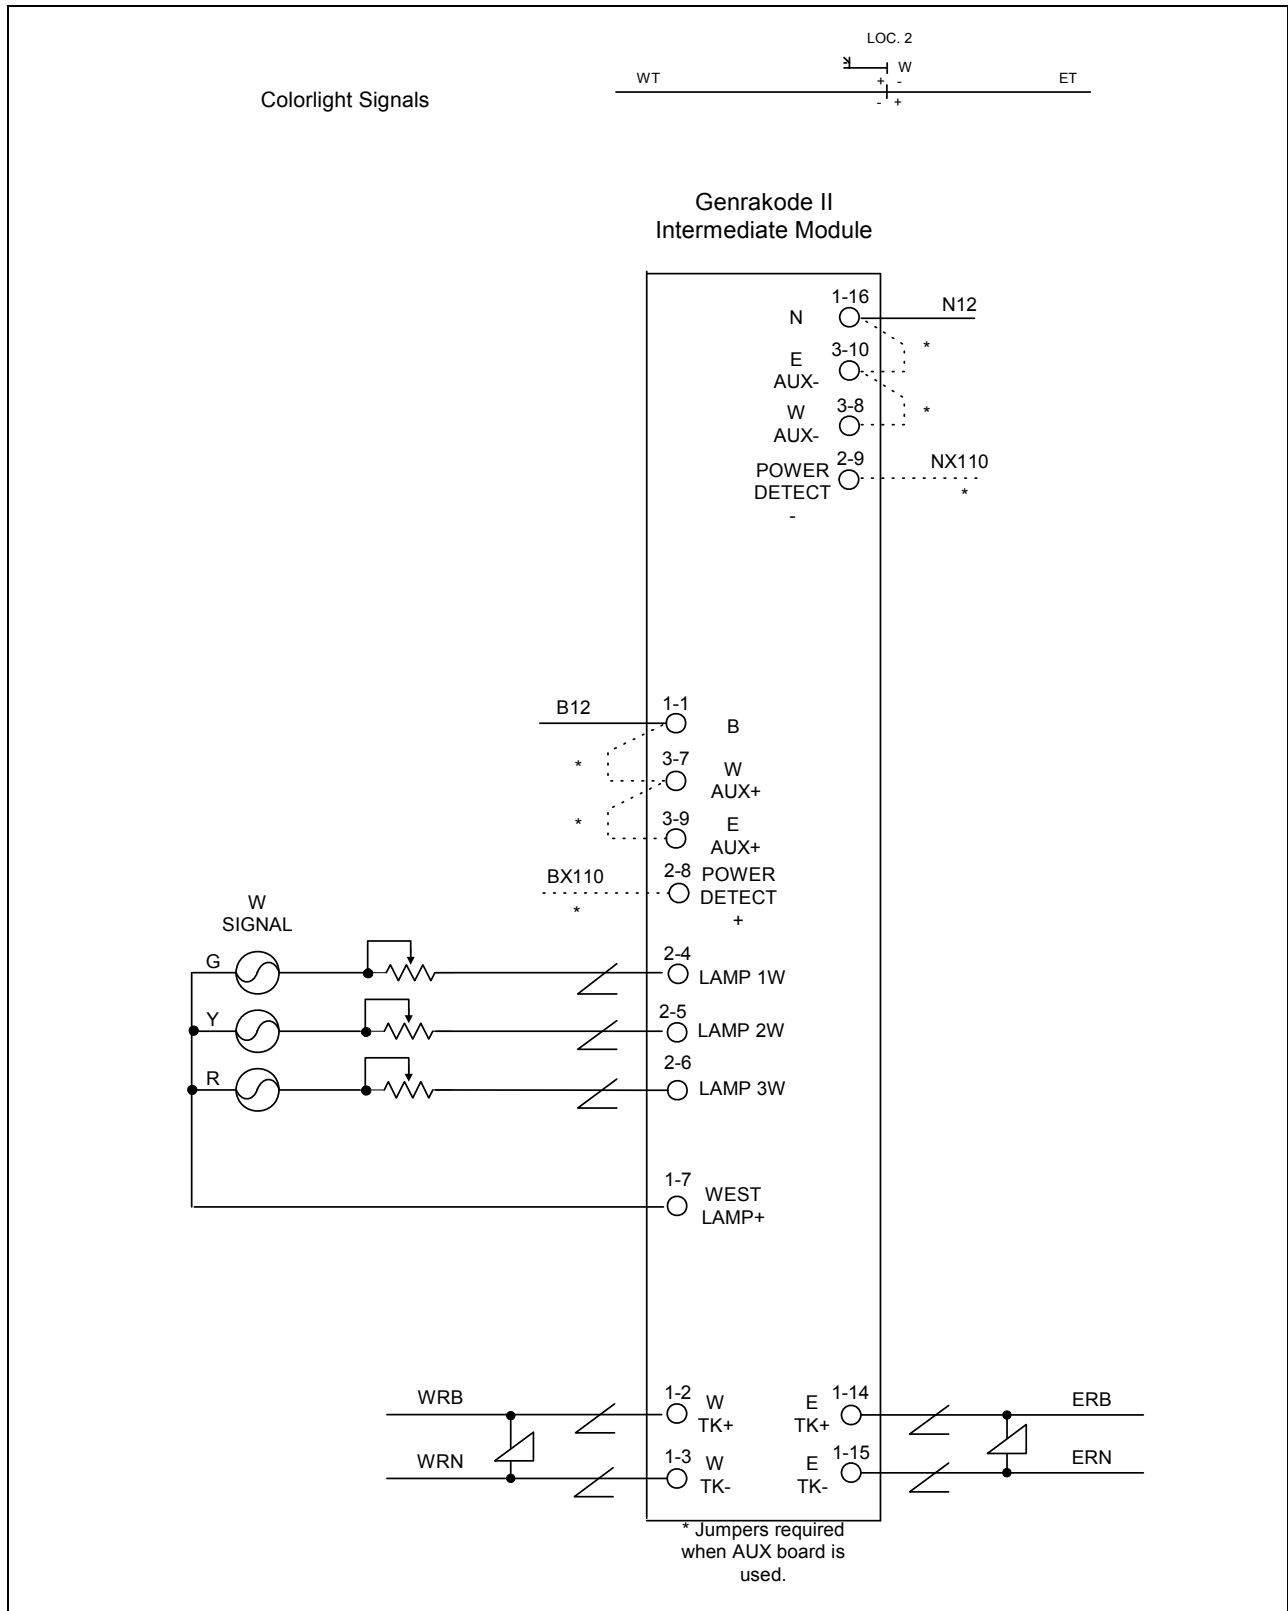 LOC. 2
W
WT
+ -
ET
- +
Colorlight Signals
Genrakode II
Intermediate Module
1-16
N
N12
*
3-10
E
AUX-
3-8
W
AUX-
*
2-9
POWER
DETECT
-
NX110
*
B12
1-1
B
*
3-7
W
AUX+
*
3-9
E
AUX+
BX110
*
2-8
POWER
DETECT
+
W
SIGNAL
G
2-4
LAMP 1W
Y
2-5
LAMP 2W
R
2-6
LAMP 3W
1-7
WEST
LAMP+
WRB
1-2
W
TK+
E
TK+
1-14
ERB
WRN
1-3
W
TK-
E
TK-
1-15
ERN
* Jumpers required
when AUX board is
used.